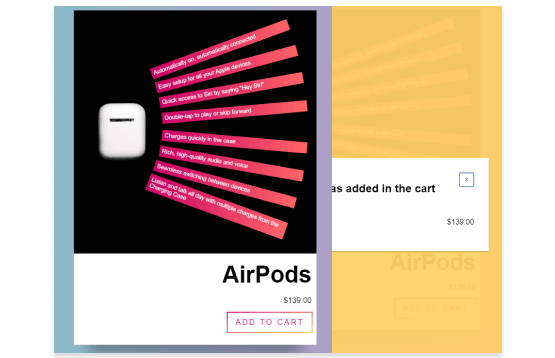 Automatically on, automatically connected
Easy setup for all your Apple devices
Quick access to Siri by saying "Hey Siri"
Double-tap to play or skip forward
Charges quickly in the case
Rich, high-quality audio and voice
Seamless switching between devices
Listen and talk all day with multiple charges from the
Charging Case
AirPods
$139.00
ADD TO CART
×
as added in the cart
$139.00
AirPods
$139.00
ADD TO CART